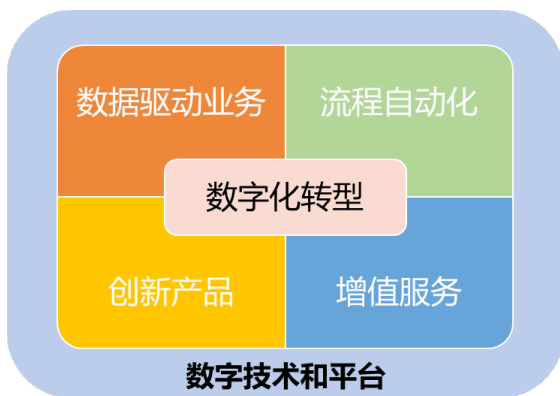 数据驱动业务
流程自动化
数字化转型
创新产品
增值服务
数字技术和平台